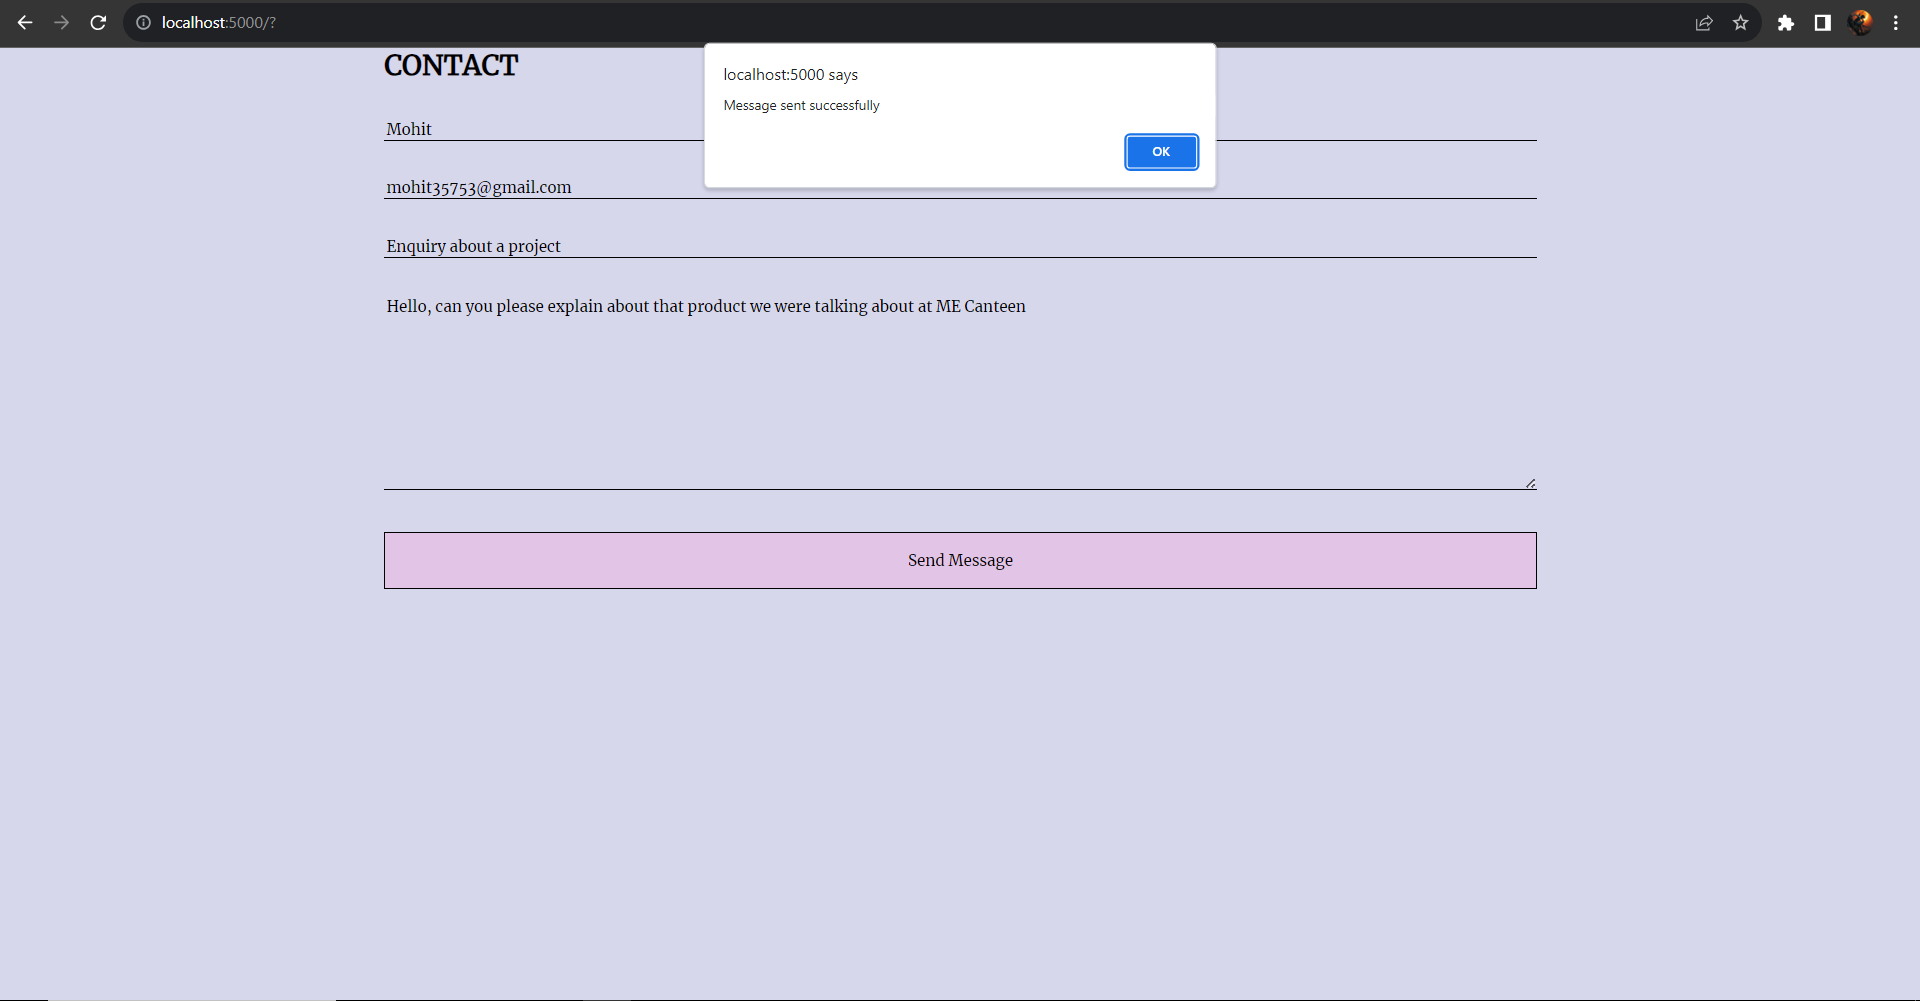 localhost:5000/?
CONTACT
localhost:5000 says
Message sent successfully
OK
Mohit
mohit35753@gmail.com
Enquiry about a project
Hello, can you please explain about that product we were talking about at ME Canteen
Send Message